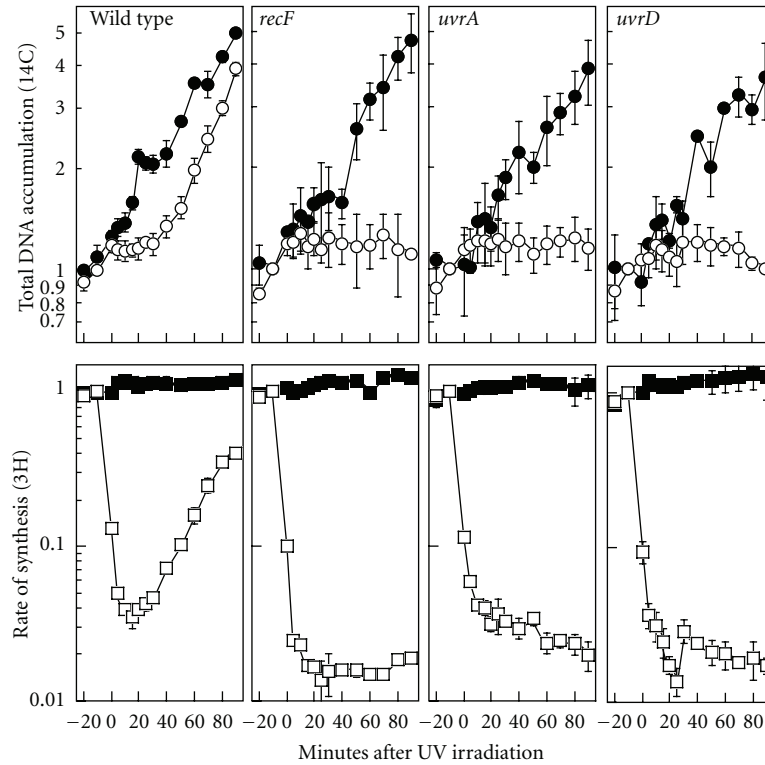 Wild type
recF
uvrA
uvrD
Total DNA accumulation (14C)
5
4
3
2
1
0.9
0.8
0.7
Rate of synthesis (3H)
1
0.1
0.01
−20 0 20 40 60 80
−20 0 20 40 60 80
−20 0 20 40 60 80
−20 0 20 40 60 80
Minutes after UV irradiation